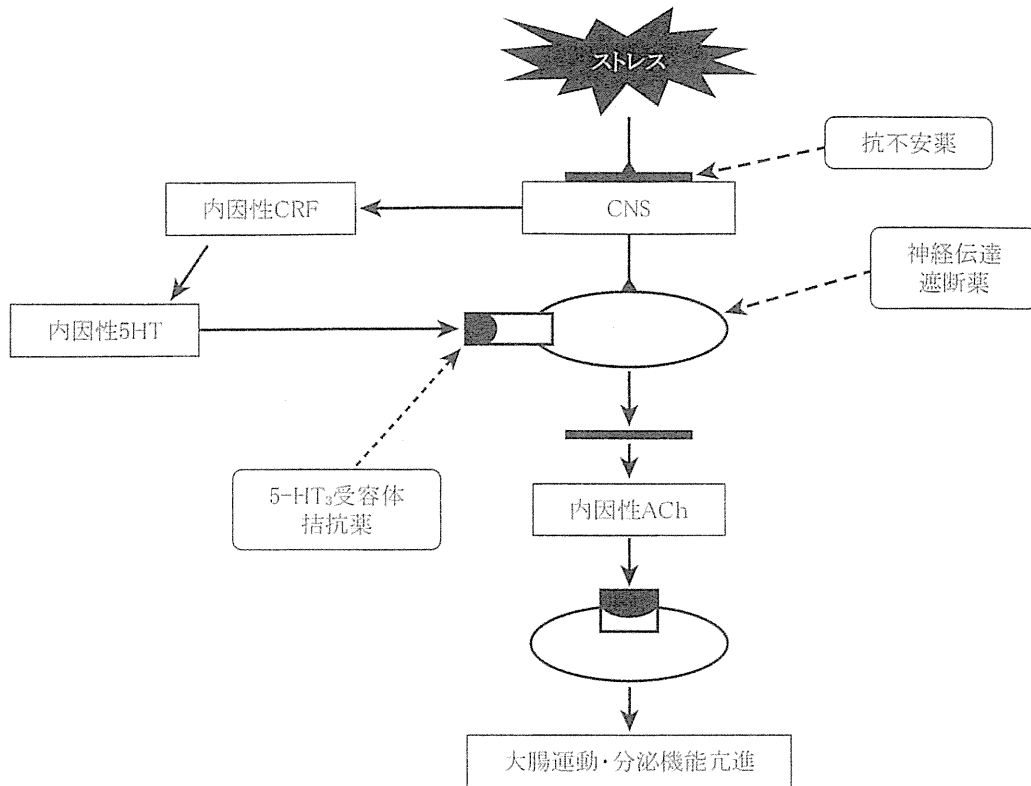 ストレス
抗不安薬
内因性CRF
CNS
神経伝達
遮断薬
内因性5HT
5-HT₃受容体
拮抗薬
内因性ACh
大腸運動・分泌機能亢進